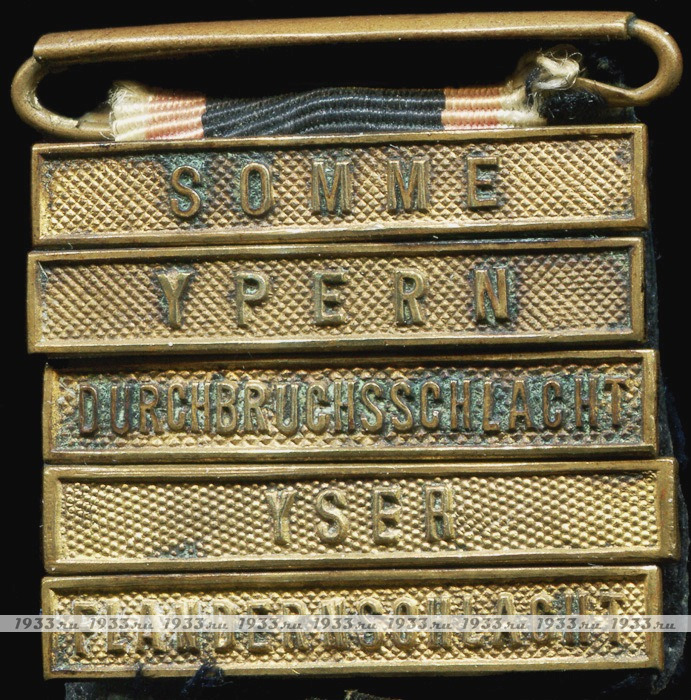 SOMME
YPERN
DURCHBRUCHSSCHLACHT
YSER
FLANDERNSCHLACHT
1933.ru 1933.ru 1933.ru 1933.ru 1933.ru 1933.ru 1933.ru 1933.ru 1933.ru